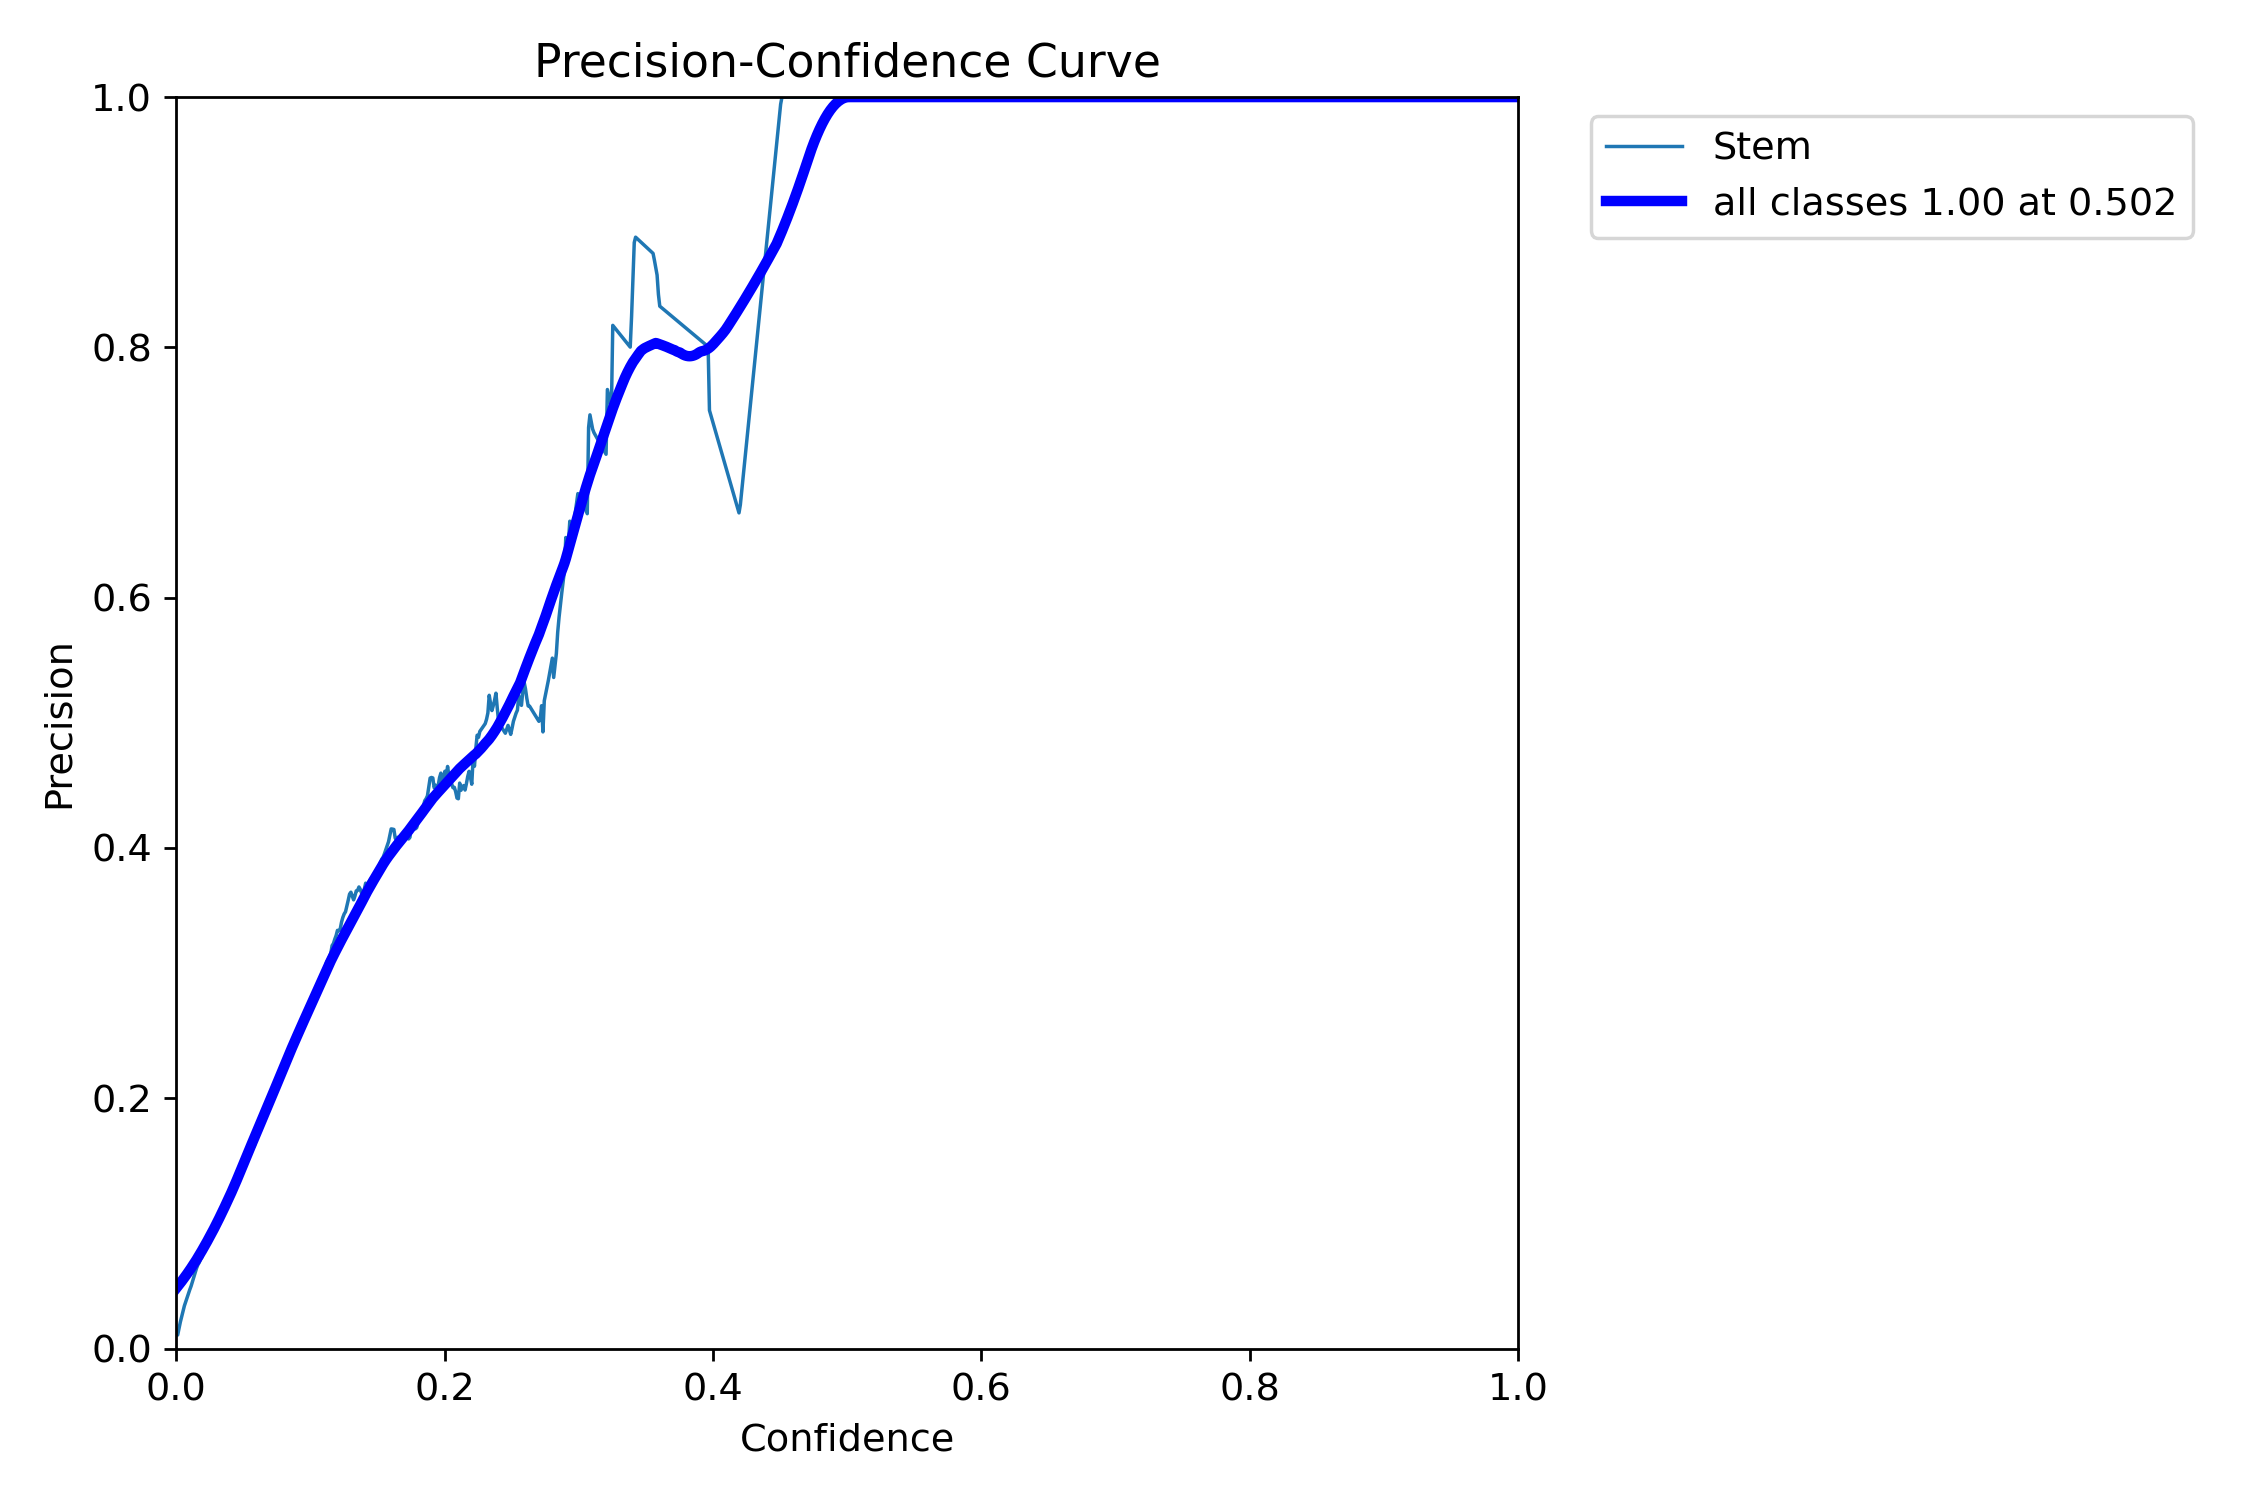 Precision-Confidence Curve
Stem
all classes 1.00 at 0.502
Precision
1.0
0.8
0.6
0.4
0.2
0.0
0.0 0.2 0.4 0.6 0.8 1.0
Confidence